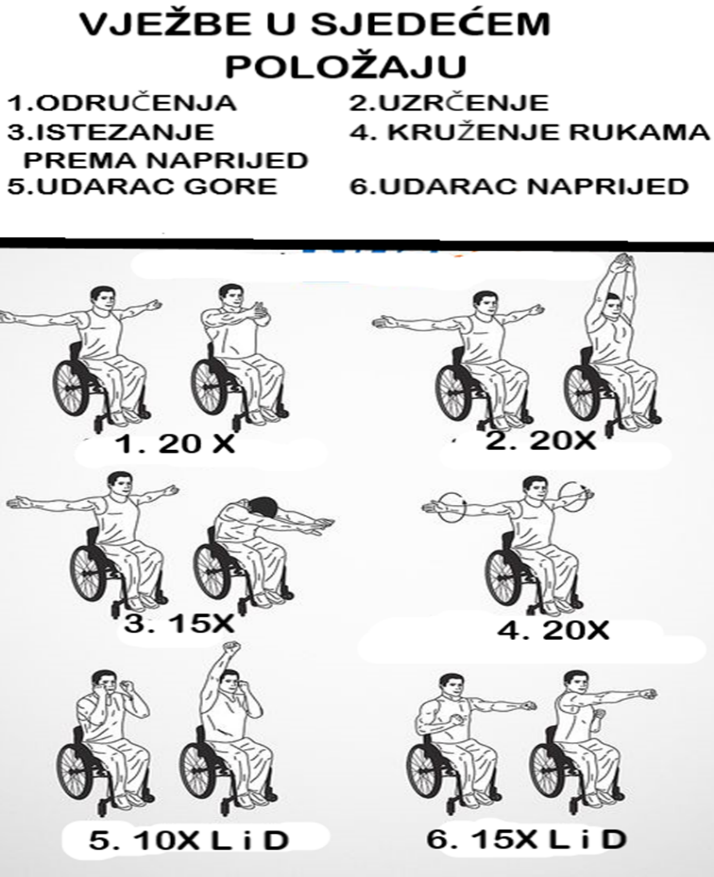 VJEŽBE U SJEDEĆEM
POLOŽAJU
1.ODRUČENJA
2.UZRČENJE
3.ISTEZANJE
PREMA NAPRIJED
4. KRUŽENJE RUKAMA
5.UDARAC GORE
6.UDARAC NAPRIJED
1. 20 X
2. 20X
3. 15X
4. 20X
5. 10X L i D
6. 15X L i D